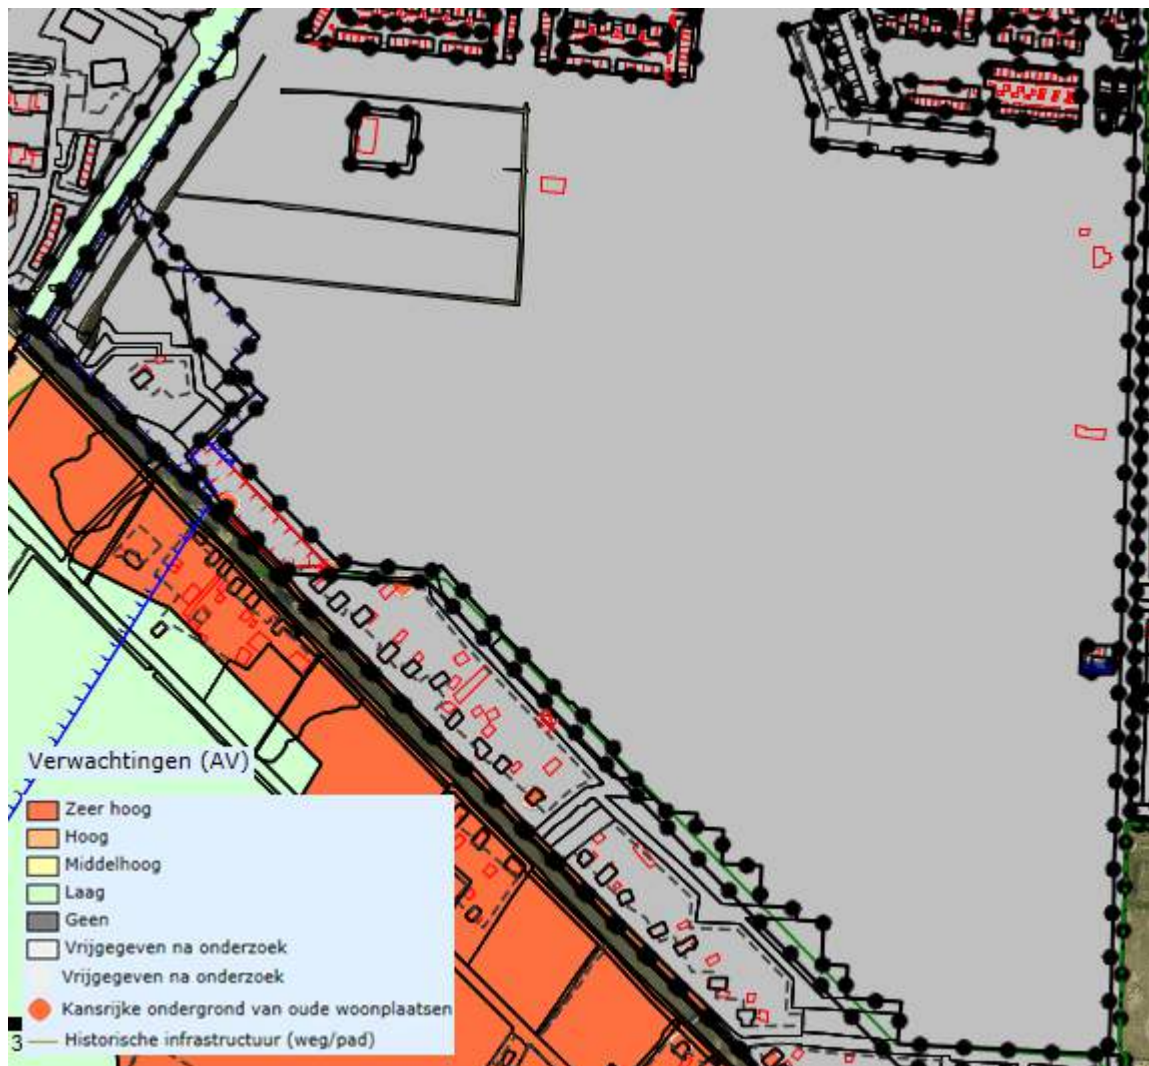 Verwachtingen (AV)
Zeer hoog
Hoog
Middelhoog
Laag
Geen
Vrijgegeven na onderzoek
Vrijgegeven na onderzoek
Kansrijke ondergrond van oude woonplaatsen
Historische infrastructuur (weg/pad)
3